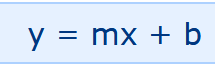 y = mx + b